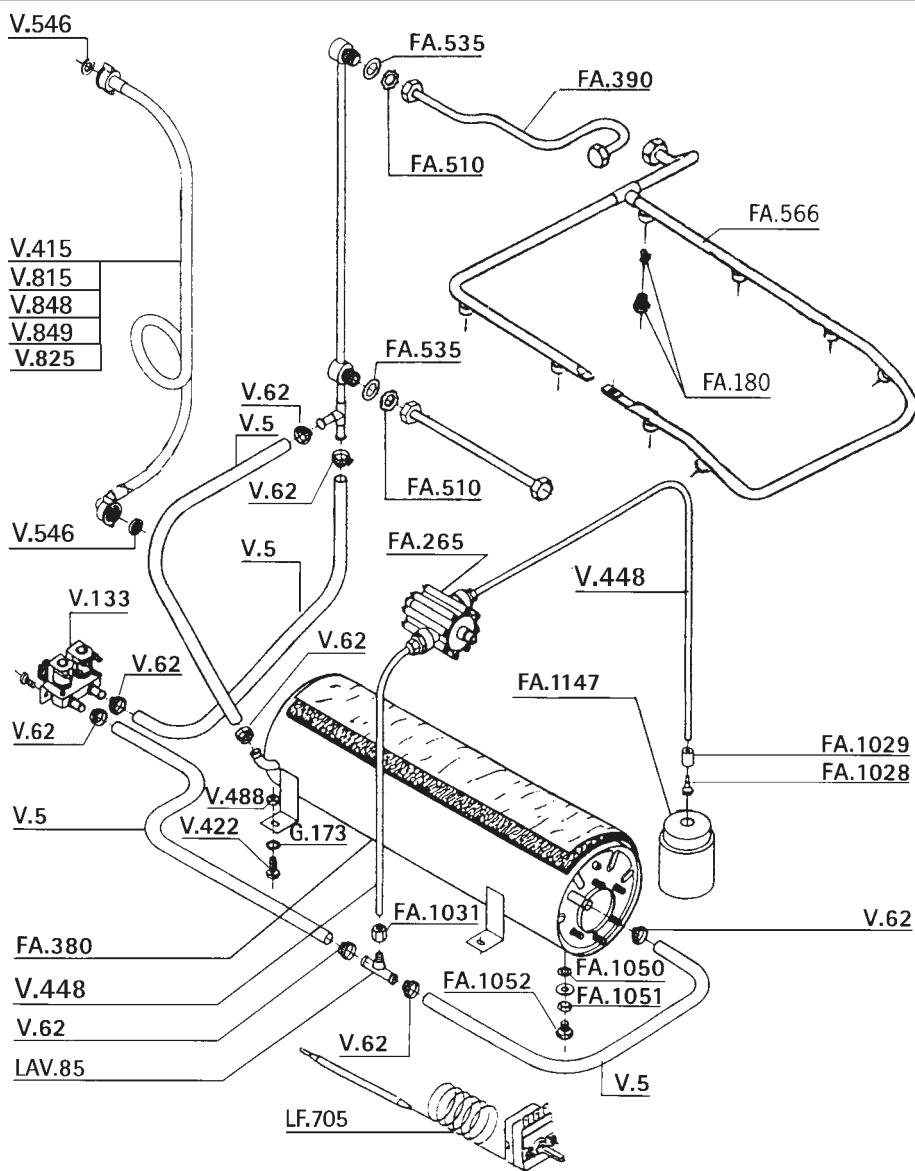 V.546
FA.535
FA.390
FA.510
FA.566
V.415
V.815
V.848
V.849
V.825
FA.535
FA.180
V.62
V.5
V.62
FA.510
V.546
V.5
FA.265
V.448
V.133
V.62
V.62
FA.1147
V.62
FA.1029
FA.1028
V.488
V.5
V.422
G.173
FA.1031
V.62
FA.380
FA.1050
FA.1052
FA.1051
V.448
V.62
V.62
LAV.85
V.5
LF.705